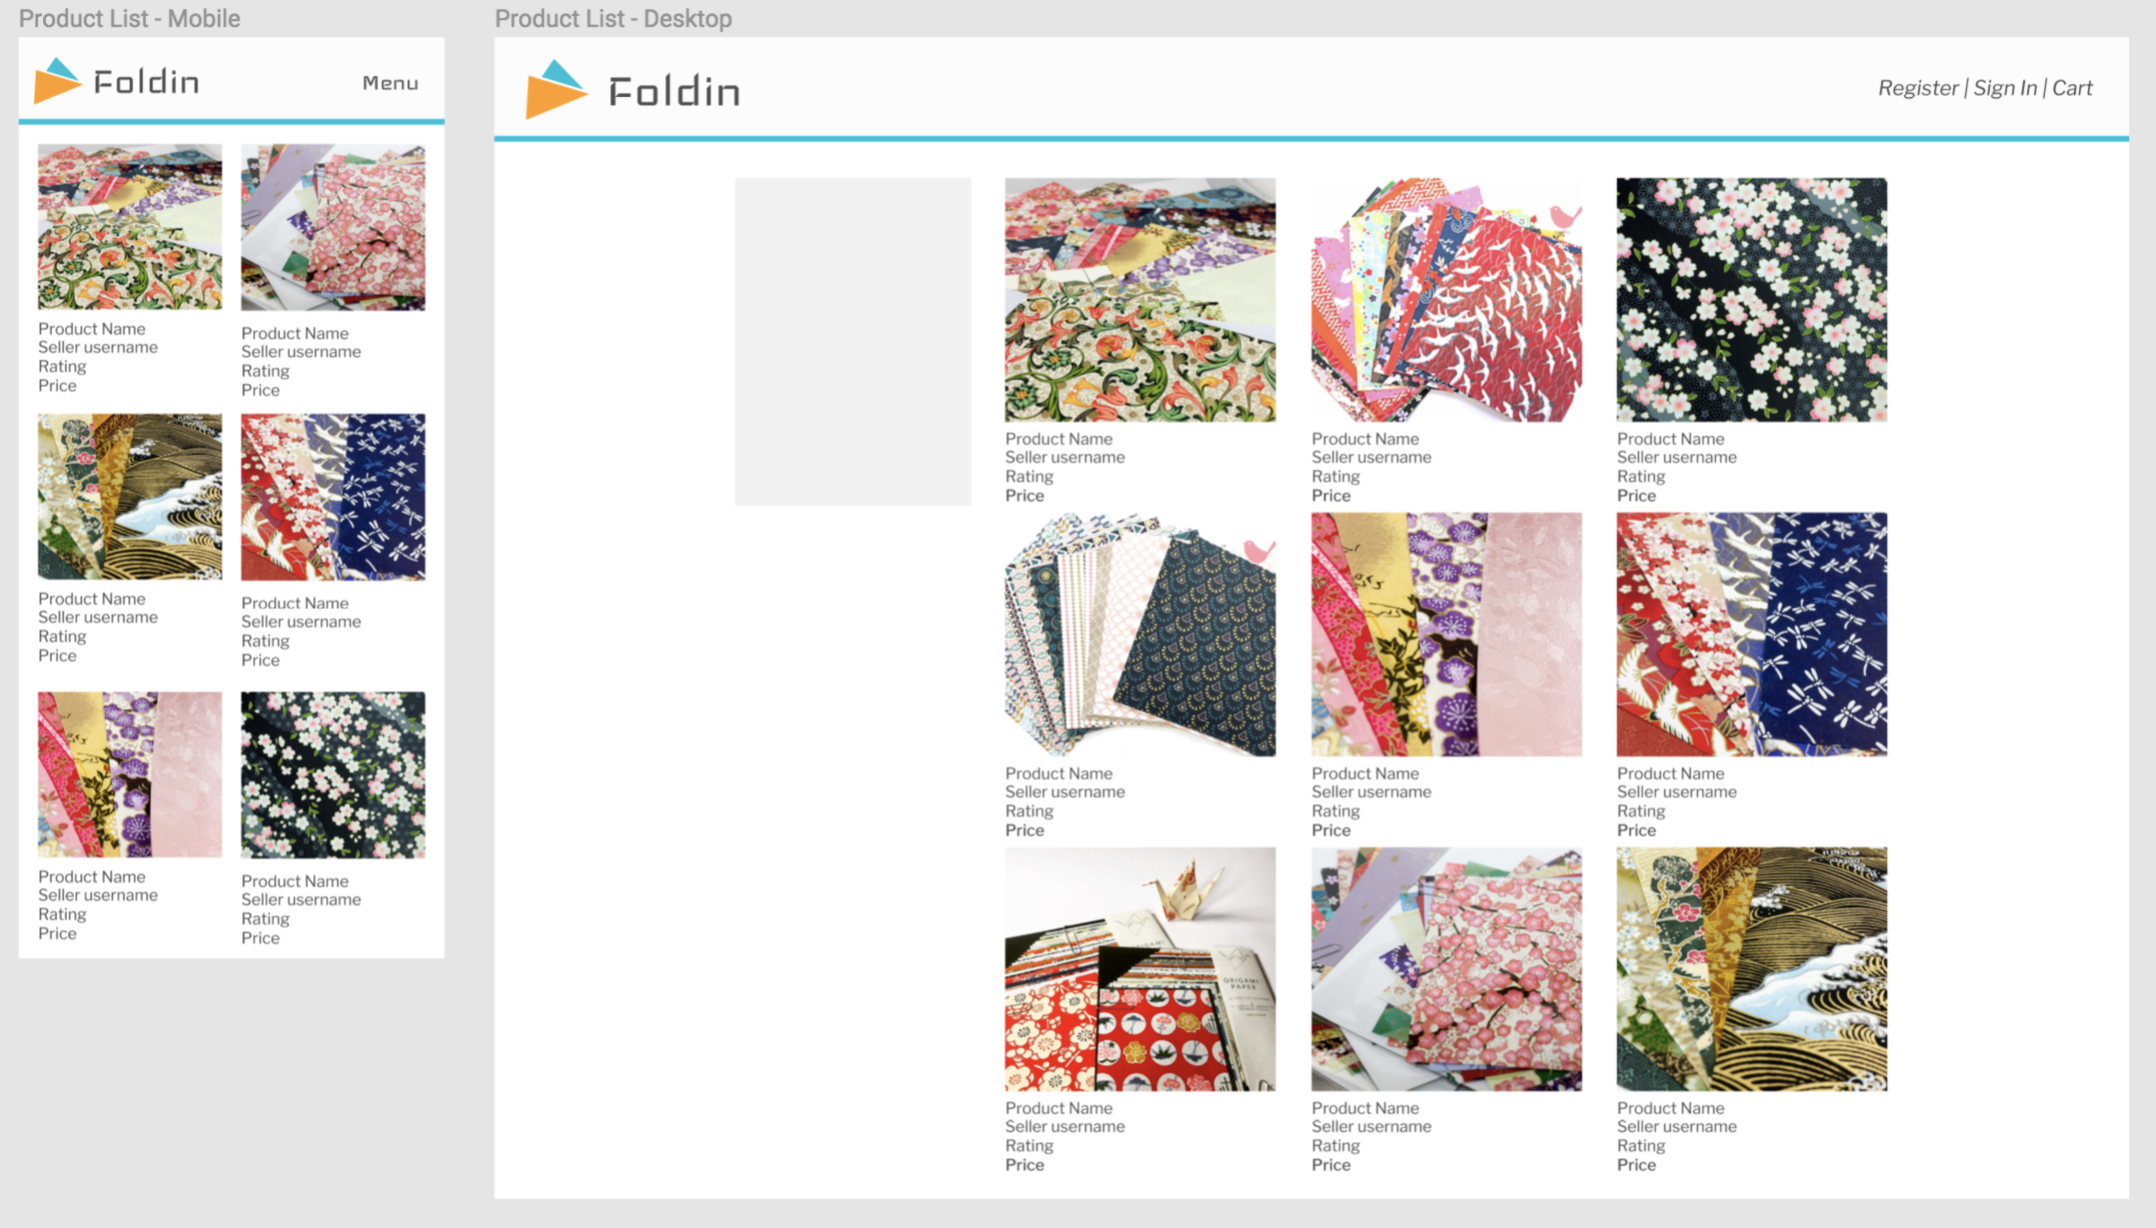 Product List - Mobile
Foldin
Menu
Product Name
Seller username
Rating
Price
Product Name
Seller username
Rating
Price
Product Name
Seller username
Rating
Price
Product Name
Seller username
Rating
Price
Product Name
Seller username
Rating
Price
Product Name
Seller username
Rating
Price
Product List - Desktop
Foldin
Register | Sign In | Cart
Product Name
Seller username
Rating
Price
Product Name
Seller username
Rating
Price
Product Name
Seller username
Rating
Price
Product Name
Seller username
Rating
Price
Product Name
Seller username
Rating
Price
Product Name
Seller username
Rating
Price
ORIGAMI
PAPER
Product Name
Seller username
Rating
Price
Product Name
Seller username
Rating
Price
Product Name
Seller username
Rating
Price